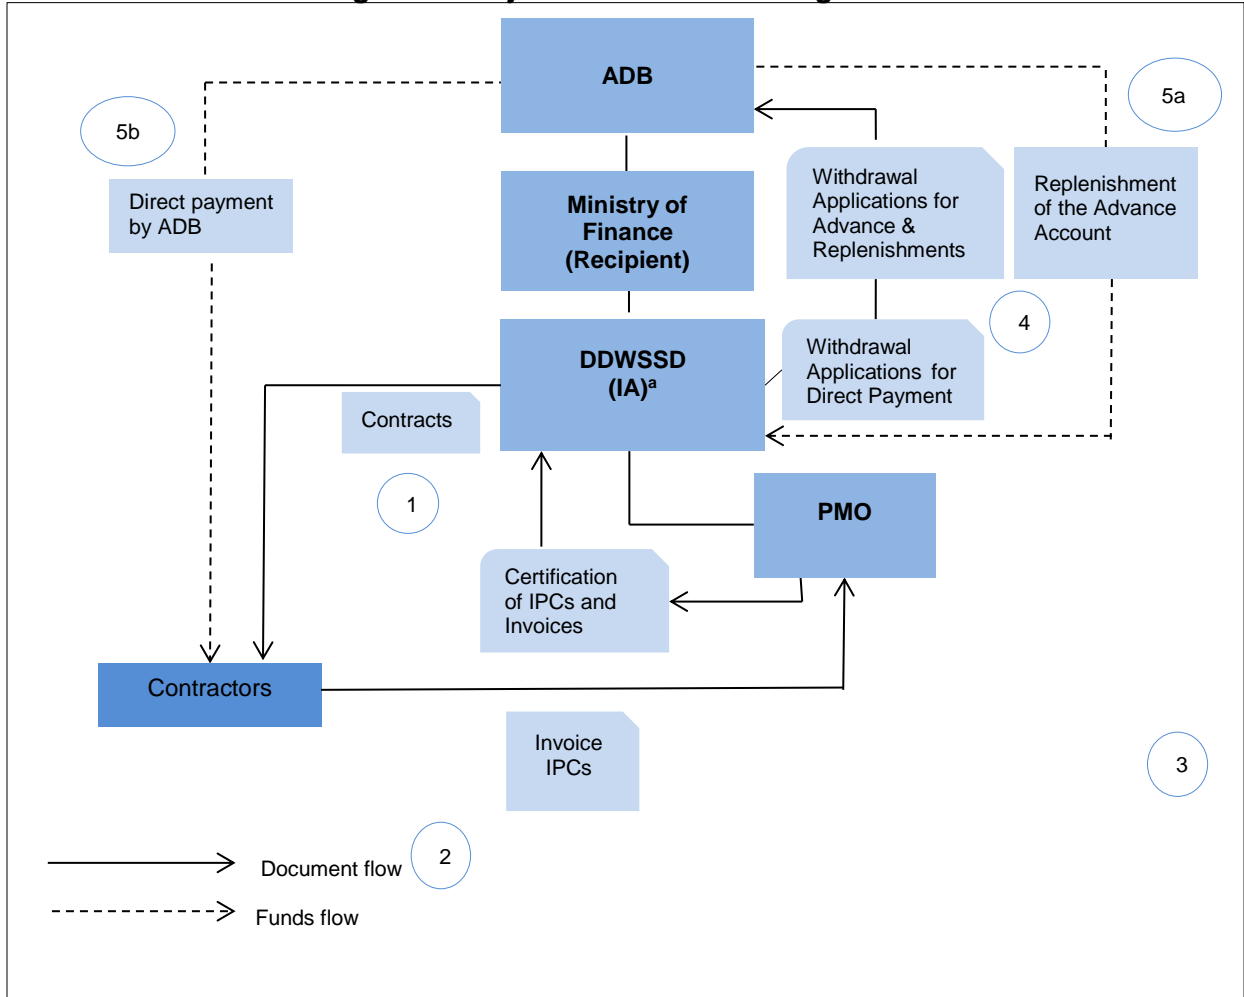 ADB
5a
5b
Withdrawal
Applications for
Advance &
Replenishments
Replenishment
of the Advance
Account
Direct payment
by ADB
Ministry of
Finance
(Recipient)
4
DDWSSD
(IA)ᵃ
Withdrawal
Applications for
Direct Payment
Contracts
1
PMO
Certification
of IPCs and
Invoices
Contractors
Invoice
IPCs
3
2
Document flow
Funds flow